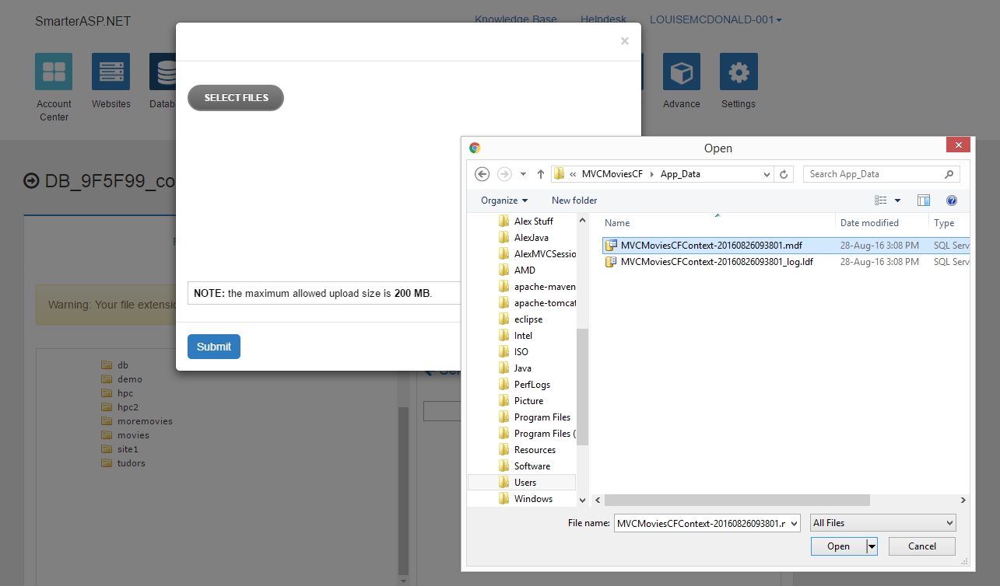 SmarterASP.NET
Knowledge Base
Helpdesk
LOUISEMCDONALD-001
Account
Center
Websites
Datab
Advance
Settings
×
SELECT FILES
NOTE: the maximum allowed upload size is 200 MB.
Submit
DB_9F5F99_co
Warning: Your file extensio
db
demo
hpc
hpc2
moremovies
movies
site1
tudors
Open
« MVCMoviesCF
App_Data
Search App_Data
Organize
New folder
Alex Stuff
AlexJava
AlexMVCSessio
AMD
apache-maven
apache-tomcat
eclipse
Intel
ISO
Java
PerfLogs
Picture
Program Files
Program Files (
Resources
Software
Users
Windows
Name
Date modified
Type
MVCMoviesCFContext-20160826093801.mdf
28-Aug-16 3:08 PM
SQL Serv
MVCMoviesCFContext-20160826093801_log.ldf
28-Aug-16 3:08 PM
SQL Serv
File name:
MVCMoviesCFContext-20160826093801.r
All Files
Open
Cancel